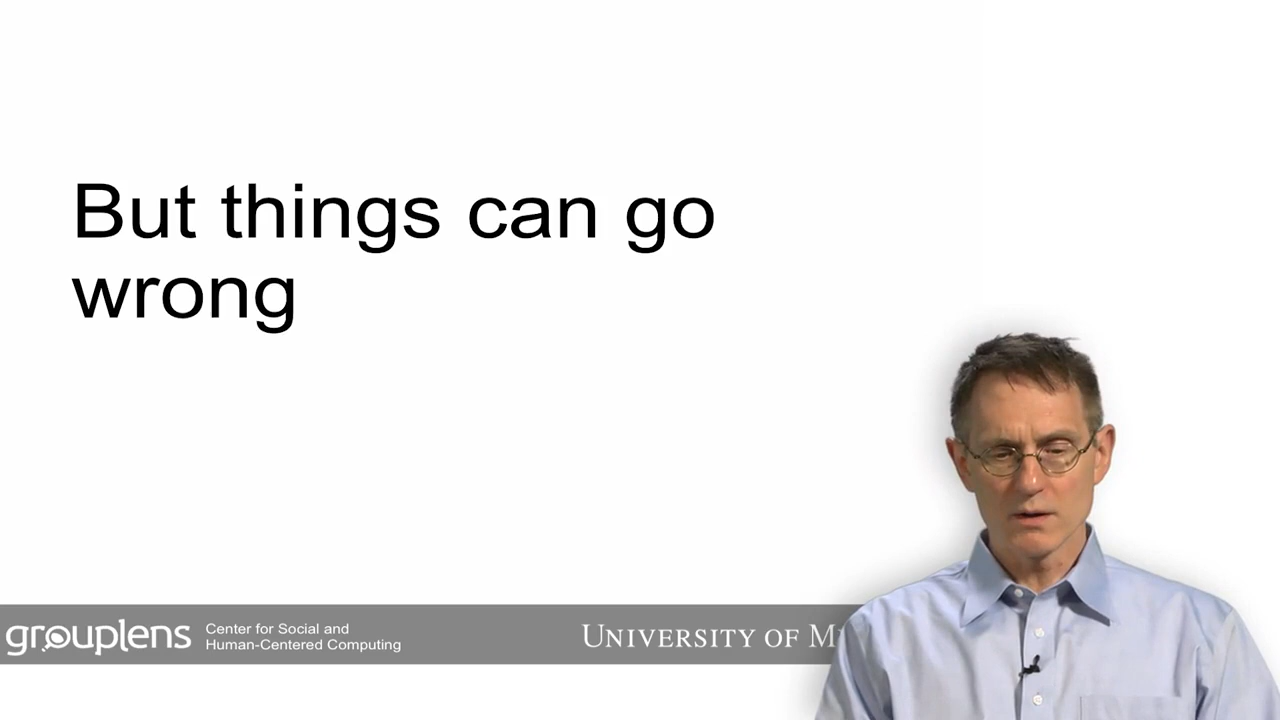 But things can go
wrong
grouplens
Center for Social and
Human-Centered Computing
UNIVERSITY OF M